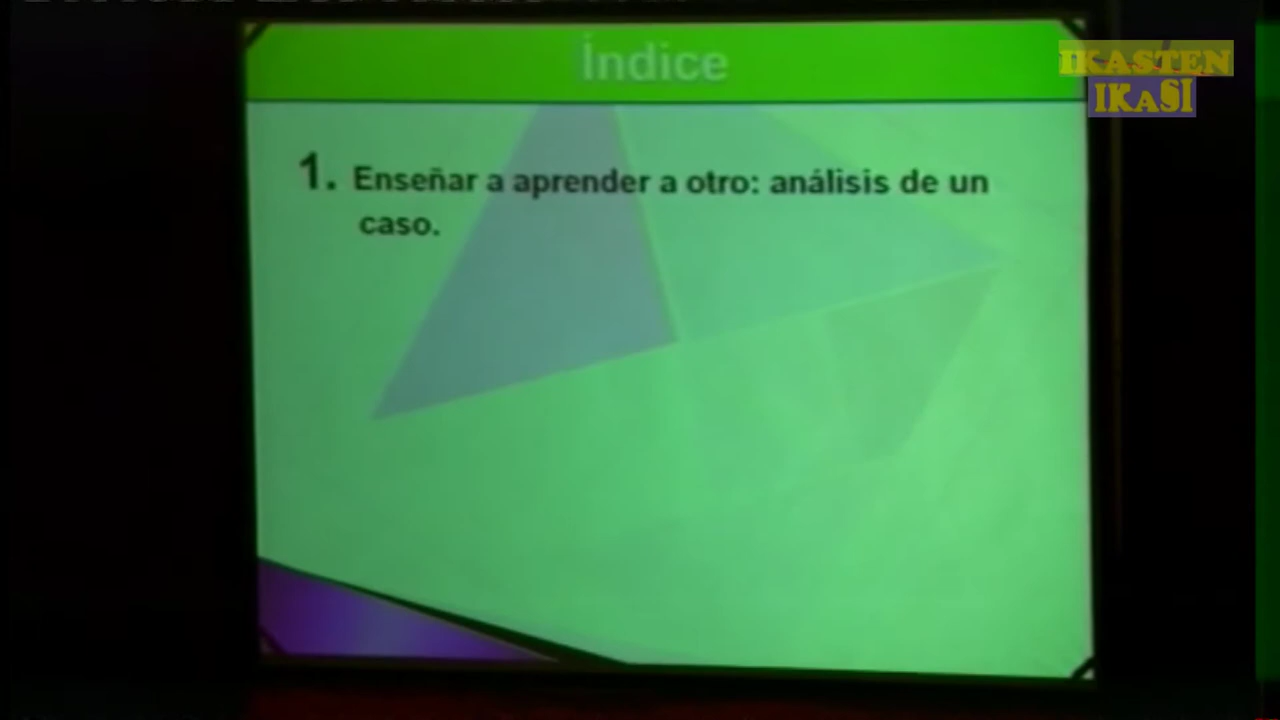 Índice
IKASTEN
IKASI
1. Enseñar a aprender a otro: análisis de un
caso.